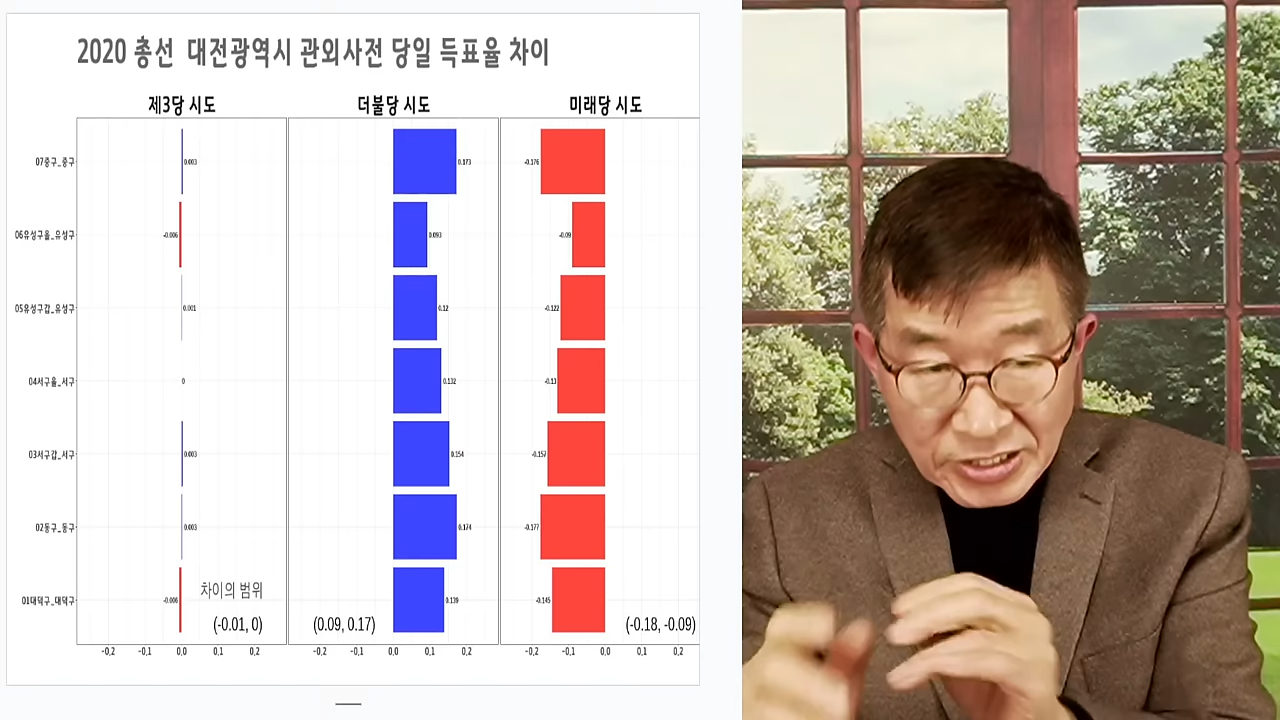 2020 총선 대전광역시 관외사전 당일 득표율 차이
제3당 시도 더불당 시도 미래당 시도
07중구_중구 0.003 0.173 -0.176
06유성구을_유성구 -0.006 0.093 -0.09
05유성구갑_유성구 0.001 0.12 -0.122
04서구을_서구 0 0.132 -0.13
03서구갑_서구 0.003 0.154 -0.157
02동구_동구 0.003 0.174 -0.177
01대덕구_대덕구 -0.006 0.139 -0.145
차이의 범위
(-0.01, 0) (0.09, 0.17) (-0.18, -0.09)
-0.2 -0.1 0.0 0.1 0.2 -0.2 -0.1 0.0 0.1 0.2 -0.2 -0.1 0.0 0.1 0.2